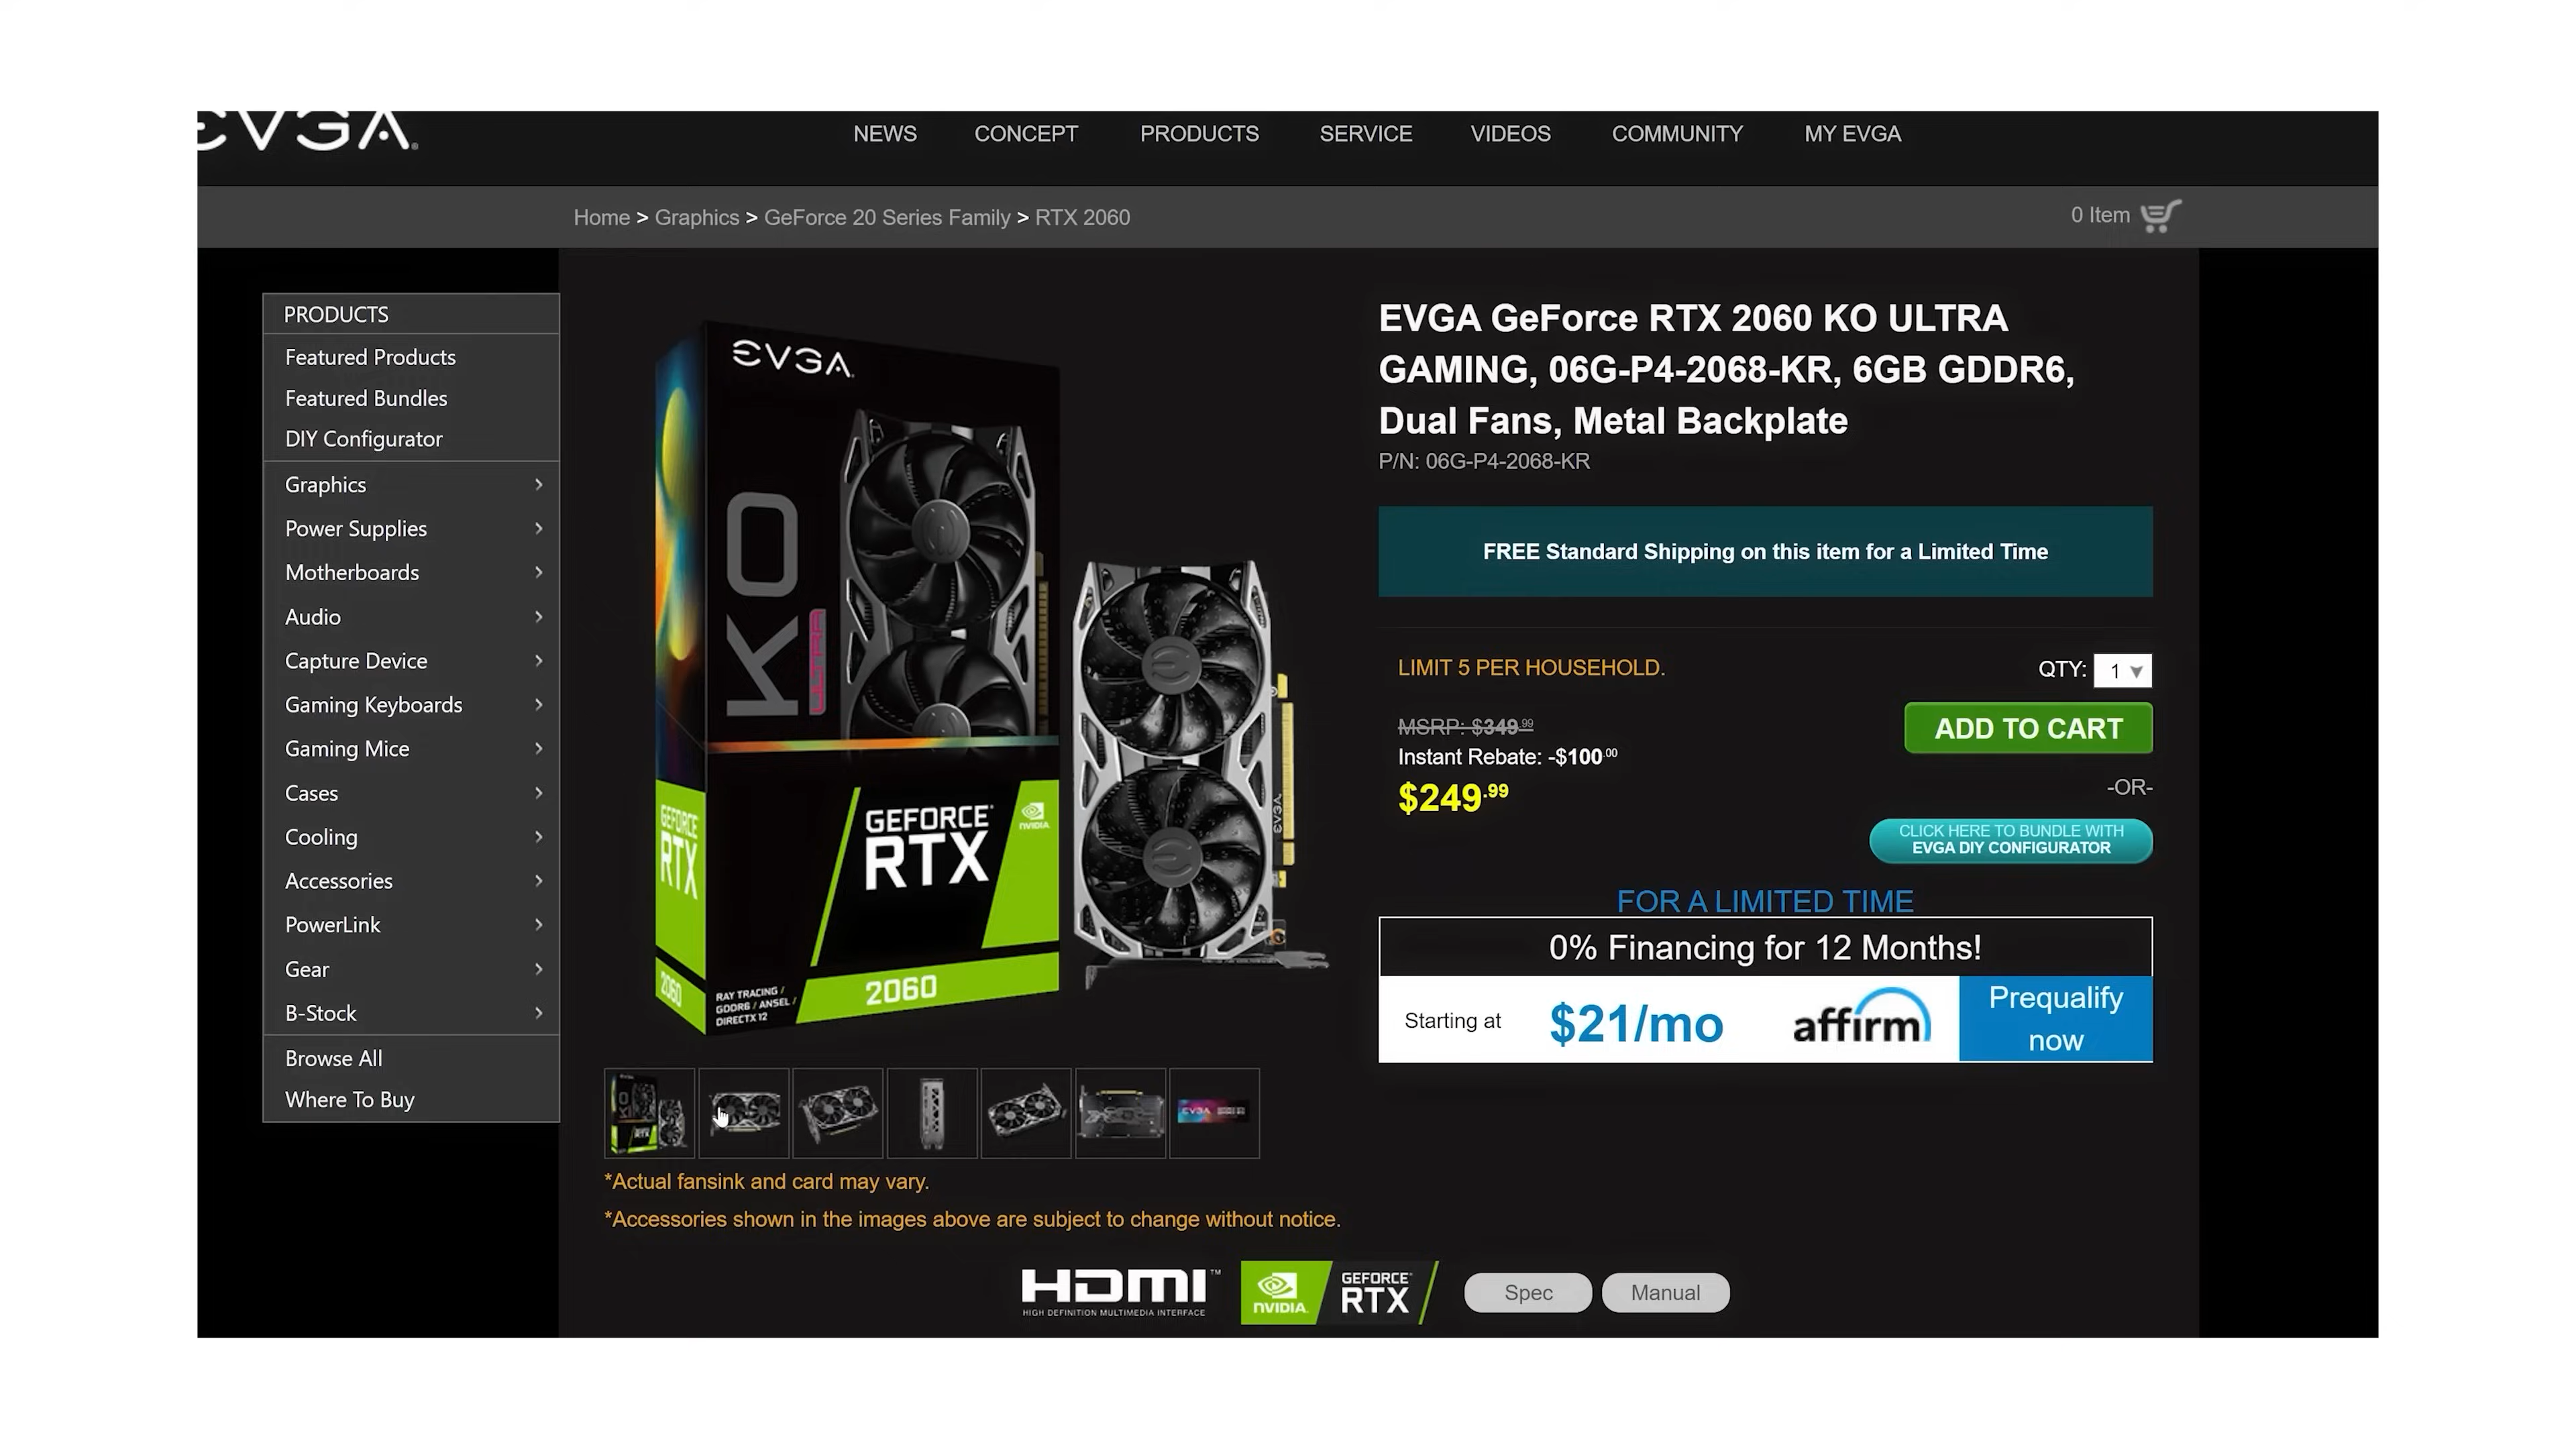 EVGA
NEWS CONCEPT PRODUCTS SERVICE VIDEOS COMMUNITY MY EVGA
Home > Graphics > GeForce 20 Series Family > RTX 2060
0 Item
PRODUCTS
Featured Products
Featured Bundles
DIY Configurator
Graphics
Power Supplies
Motherboards
Audio
Capture Device
Gaming Keyboards
Gaming Mice
Cases
Cooling
Accessories
PowerLink
Gear
B-Stock
Browse All
Where To Buy
EVGA
KO
ULTRA
GEFORCE
RTX
NVIDIA
GEFORCE
RTX
2060
RAY TRACING /
GDDR6 / ANSEL /
DIRECTX 12
2060
EVGA
EVGA GeForce RTX 2060 KO ULTRA
GAMING, 06G-P4-2068-KR, 6GB GDDR6,
Dual Fans, Metal Backplate
P/N: 06G-P4-2068-KR
FREE Standard Shipping on this item for a Limited Time
LIMIT 5 PER HOUSEHOLD.
QTY: 1
MSRP: $349.99
Instant Rebate: -$100.00
$249.99
ADD TO CART
-OR-
CLICK HERE TO BUNDLE WITH
EVGA DIY CONFIGURATOR
FOR A LIMITED TIME
0% Financing for 12 Months!
Starting at $21/mo affirm
Prequalify
now
*Actual fansink and card may vary.
*Accessories shown in the images above are subject to change without notice.
HDMI™
HIGH DEFINITION MULTIMEDIA INTERFACE
NVIDIA
GEFORCE
RTX
Spec
Manual